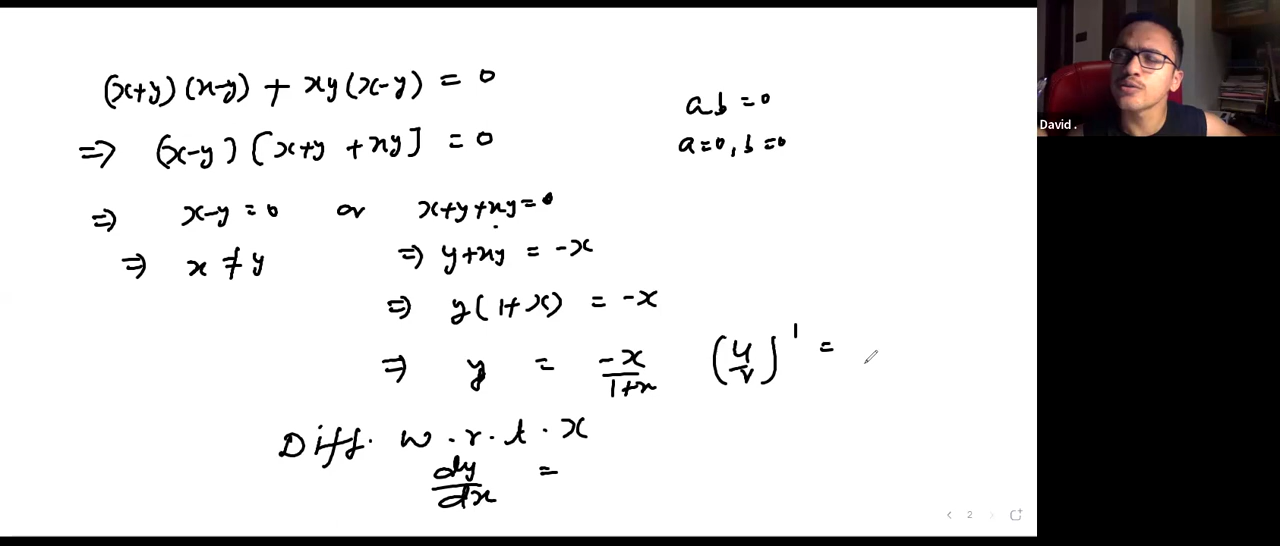 (x+y)(x-y) + xy(x-y) = 0
ab = 0
⇒ (x-y)[x+y+xy] = 0
a=0, b=0
⇒ x-y = 0 or x+y+xy=0
⇒ x ≠ y
⇒ y+xy = -x
⇒ y(1+x) = -x
⇒ y = -x/1+x (u/v)' =
Diff. w.r.t.x
dy/dx =
David .
2